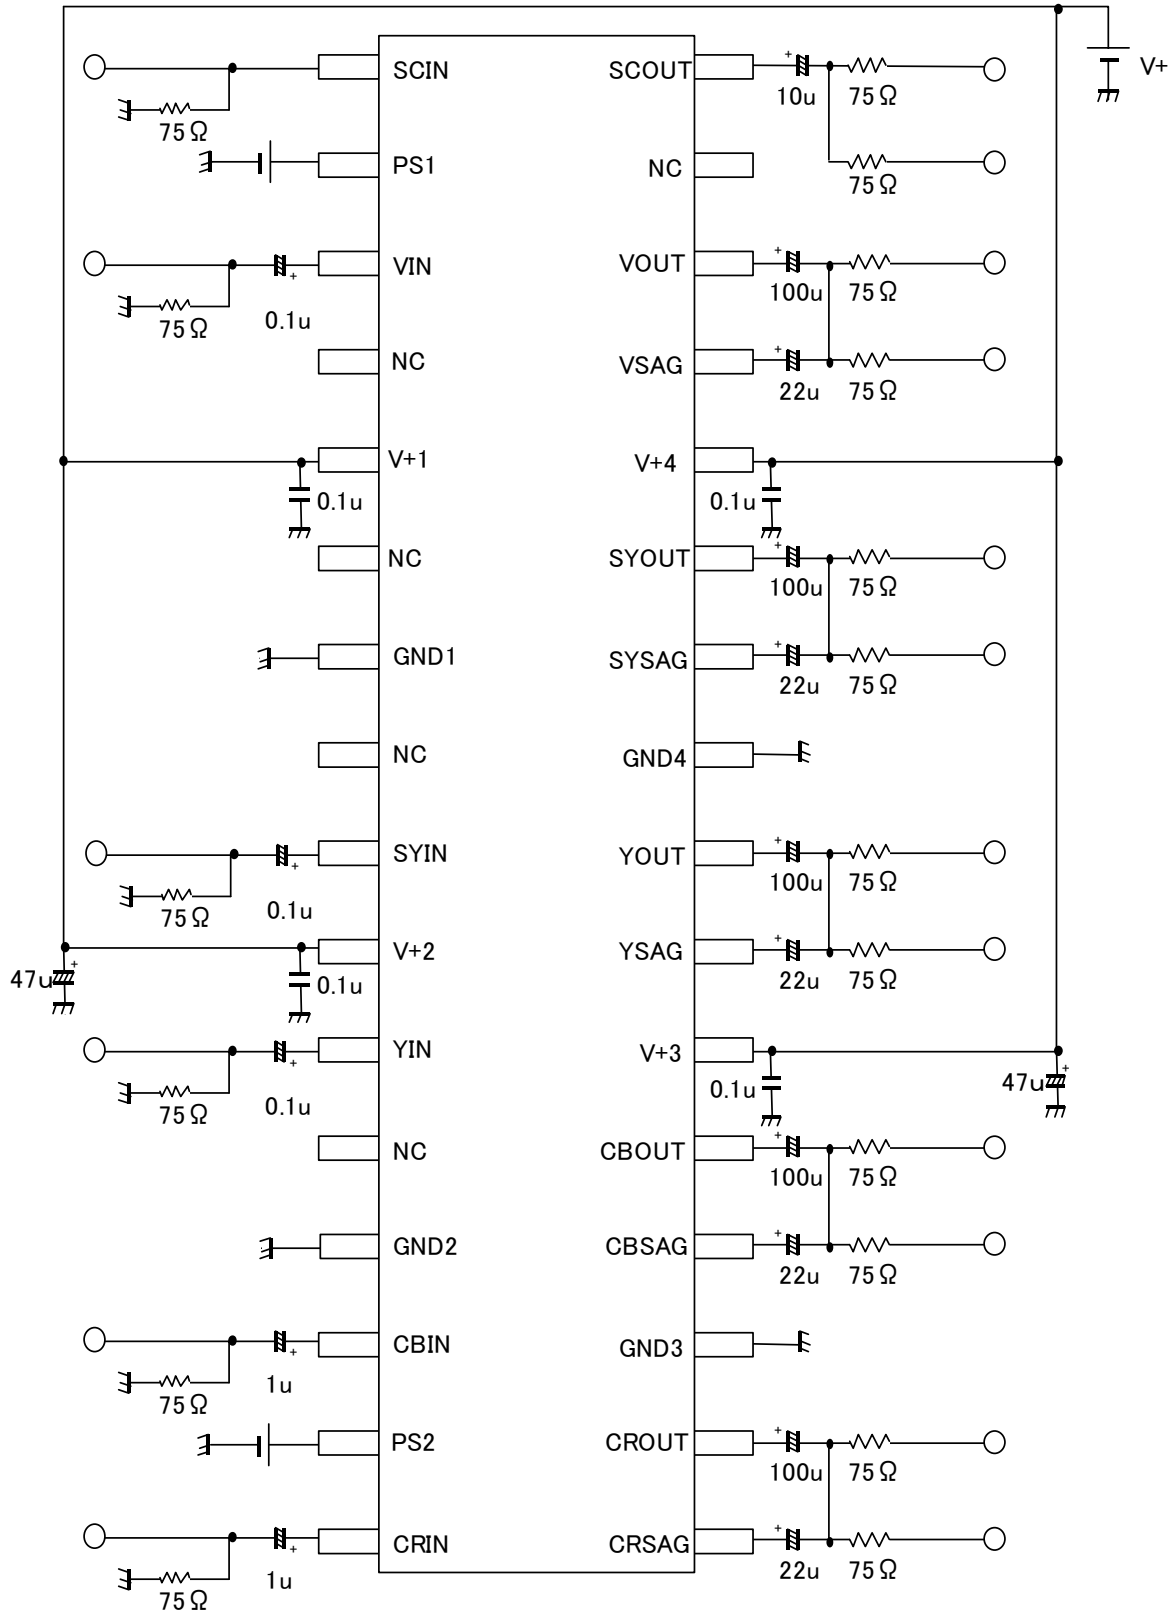 V+
SCIN
SCOUT
75Ω
10u
75Ω
PS1
NC
75Ω
VIN
VOUT
75Ω
0.1u
100u
75Ω
NC
VSAG
22u
75Ω
V+1
V+4
0.1u
0.1u
NC
SYOUT
100u
75Ω
GND1
SYSAG
22u
75Ω
NC
GND4
SYIN
YOUT
75Ω
0.1u
100u
75Ω
V+2
YSAG
47u
0.1u
22u
75Ω
YIN
V+3
75Ω
0.1u
0.1u
47u
NC
CBOUT
100u
75Ω
GND2
CBSAG
22u
75Ω
CBIN
GND3
75Ω
1u
PS2
CROUT
100u
75Ω
CRIN
CRSAG
75Ω
1u
22u
75Ω